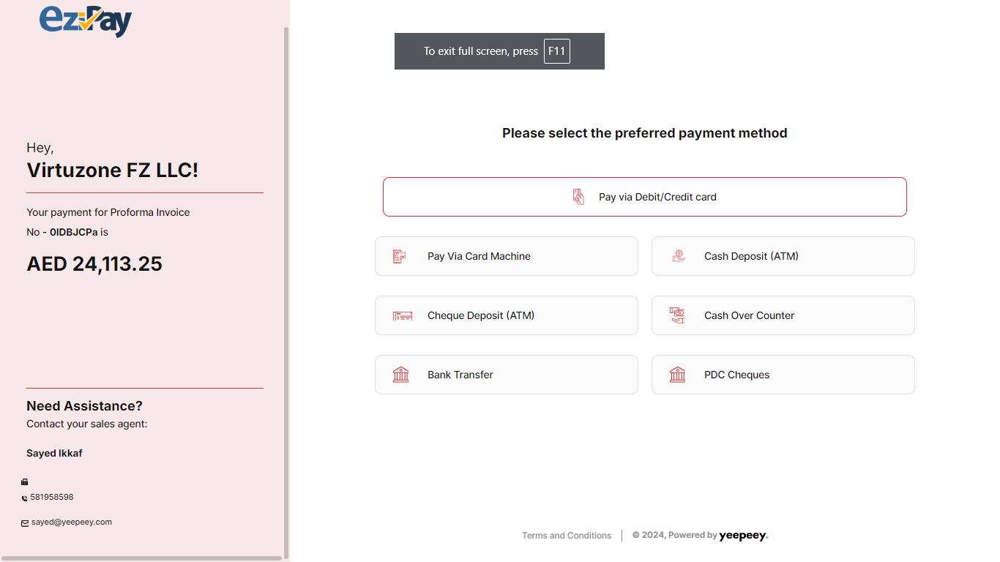 eziPay
To exit full screen, press F11
Hey,
Virtuzone FZ LLC!
Your payment for Proforma Invoice
No - 0IDBJCPa is
AED 24,113.25
Need Assistance?
Contact your sales agent:
Sayed Ikkaf
581958598
sayed@yeepeey.com
Please select the preferred payment method
Pay via Debit/Credit card
Pay Via Card Machine
Cash Deposit (ATM)
Cheque Deposit (ATM)
Cash Over Counter
Bank Transfer
PDC Cheques
Terms and Conditions | © 2024, Powered by yeepeey.